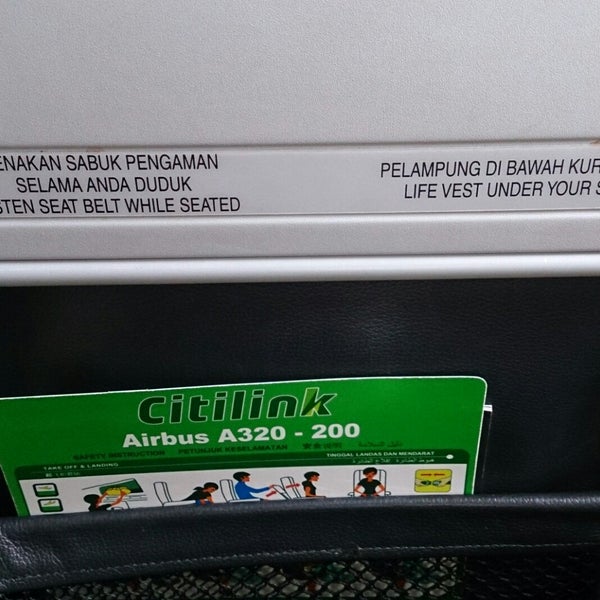 ENAKAN SABUK PENGAMAN
SELAMA ANDA DUDUK
STEN SEAT BELT WHILE SEATED
PELAMPUNG DI BAWAH KUR
LIFE VEST UNDER YOUR S
Citilink
Airbus A320 - 200
SAFETY INSTRUCTION PETUNJUK KESELAMATAN
TAKE OFF & LANDING
TINGGAL LANDAS DAN MENDARAT